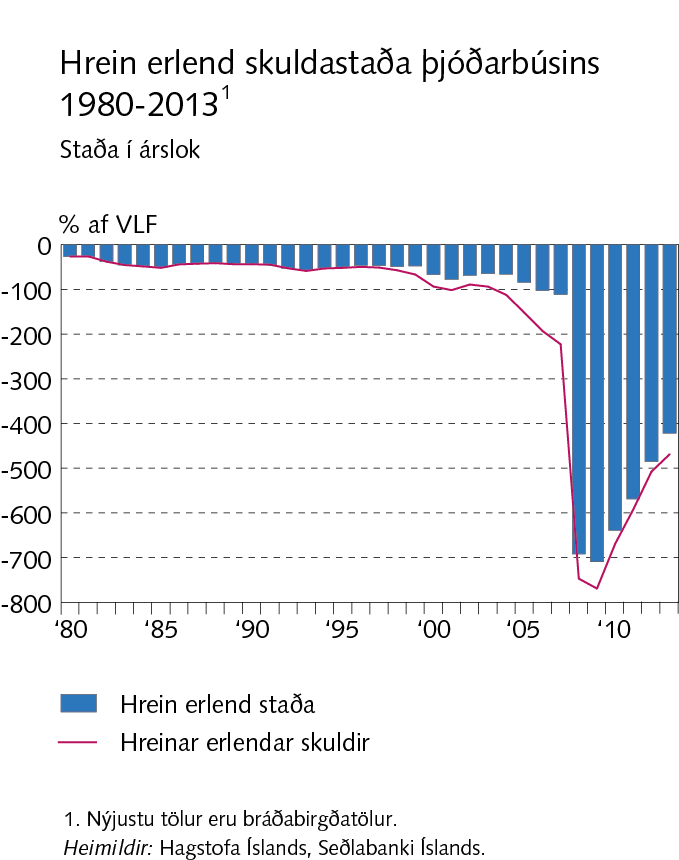 Hrein erlend skuldastaða þjóðarbúsins
1980-2013¹
Staða í árslok
% af VLF
0
-100
-200
-300
-400
-500
-600
-700
-800
‘80 ‘85 ‘90 ‘95 ‘00 ‘05 ‘10
Hrein erlend staða
Hreinar erlendar skuldir
1. Nýjustu tölur eru bráðabirgðatölur.
Heimildir: Hagstofa Íslands, Seðlabanki Íslands.